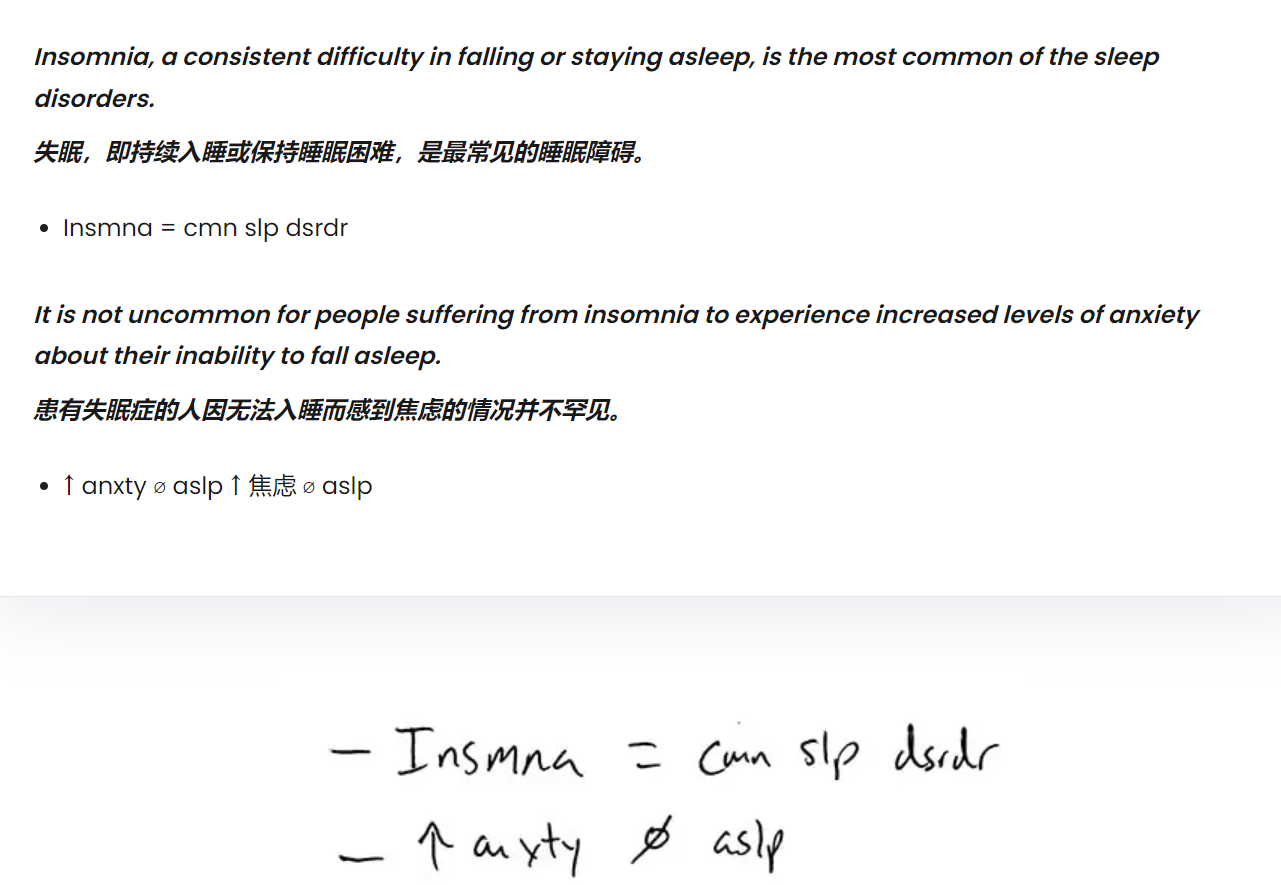 Insomnia, a consistent difficulty in falling or staying asleep, is the most common of the sleep
disorders.
失眠，即持续入睡或保持睡眠困难，是最常见的睡眠障碍。
• Insmna = cmn slp dsrdr
It is not uncommon for people suffering from insomnia to experience increased levels of anxiety
about their inability to fall asleep.
患有失眠症的人因无法入睡而感到焦虑的情况并不罕见。
• ↑ anxty ∅ aslp ↑ 焦虑 ∅ aslp
– Insmna = cmn slp dsrdr
– ↑ anxty ∅ aslp